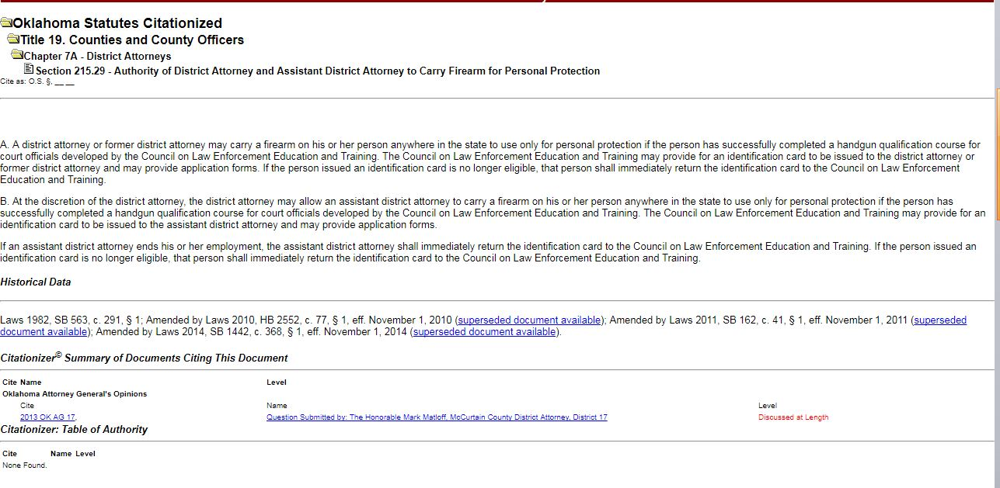 Oklahoma Statutes Citationized
Title 19. Counties and County Officers
Chapter 7A - District Attorneys
Section 215.29 - Authority of District Attorney and Assistant District Attorney to Carry Firearm for Personal Protection
Cite as: O.S. §, __ __
A. A district attorney or former district attorney may carry a firearm on his or her person anywhere in the state to use only for personal protection if the person has successfully completed a handgun qualification course for
court officials developed by the Council on Law Enforcement Education and Training. The Council on Law Enforcement Education and Training may provide for an identification card to be issued to the district attorney or
former district attorney and may provide application forms. If the person issued an identification card is no longer eligible, that person shall immediately return the identification card to the Council on Law Enforcement
Education and Training.
B. At the discretion of the district attorney, the district attorney may allow an assistant district attorney to carry a firearm on his or her person anywhere in the state to use only for personal protection if the person has
successfully completed a handgun qualification course for court officials developed by the Council on Law Enforcement Education and Training. The Council on Law Enforcement Education and Training may provide for an
identification card to be issued to the assistant district attorney and may provide application forms.
If an assistant district attorney ends his or her employment, the assistant district attorney shall immediately return the identification card to the Council on Law Enforcement Education and Training. If the person issued an
identification card is no longer eligible, that person shall immediately return the identification card to the Council on Law Enforcement Education and Training.
Historical Data
Laws 1982, SB 563, c. 291, § 1; Amended by Laws 2010, HB 2552, c. 77, § 1, eff. November 1, 2010 (superseded document available); Amended by Laws 2011, SB 162, c. 41, § 1, eff. November 1, 2011 (superseded
document available); Amended by Laws 2014, SB 1442, c. 368, § 1, eff. November 1, 2014 (superseded document available).
Citationizer© Summary of Documents Citing This Document
Cite Name Level
Oklahoma Attorney General's Opinions
Cite Name Level
2013 OK AG 17, Question Submitted by: The Honorable Mark Matloff, McCurtain County District Attorney, District 17 Discussed at Length
Citationizer: Table of Authority
Cite Name Level
None Found.